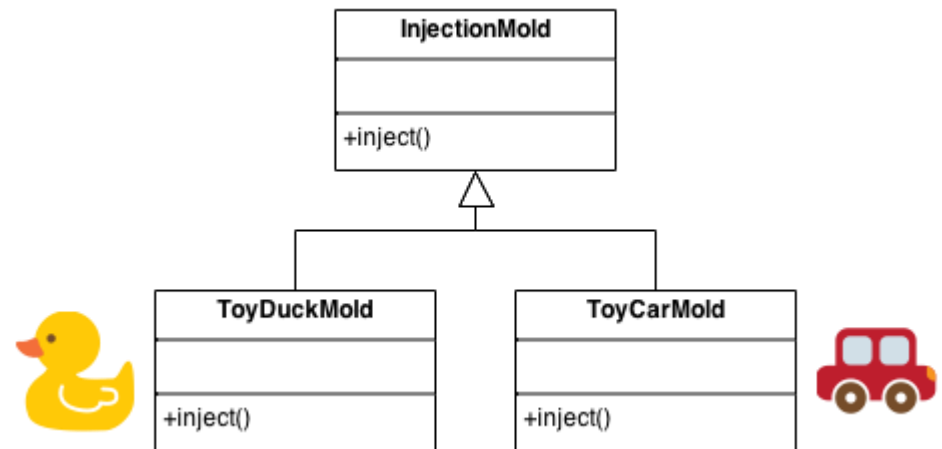 InjectionMold
+inject()
ToyDuckMold
+inject()
ToyCarMold
+inject()